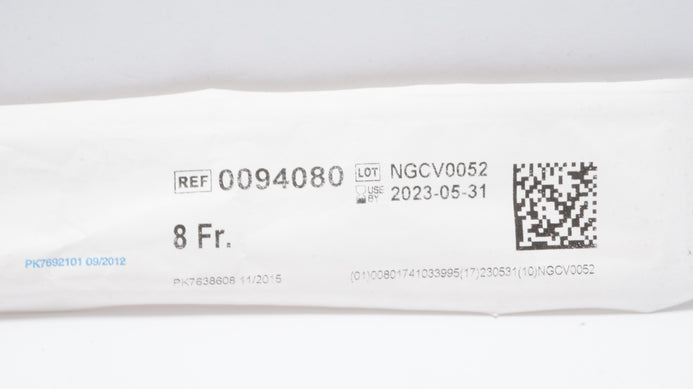 REF 0094080 LOT NGCV0052
USE BY 2023-05-31
8 Fr.
PK7692101 09/2012
PK7638608 11/2015 (01)00801741033995(17)230531(10)NGCV0052